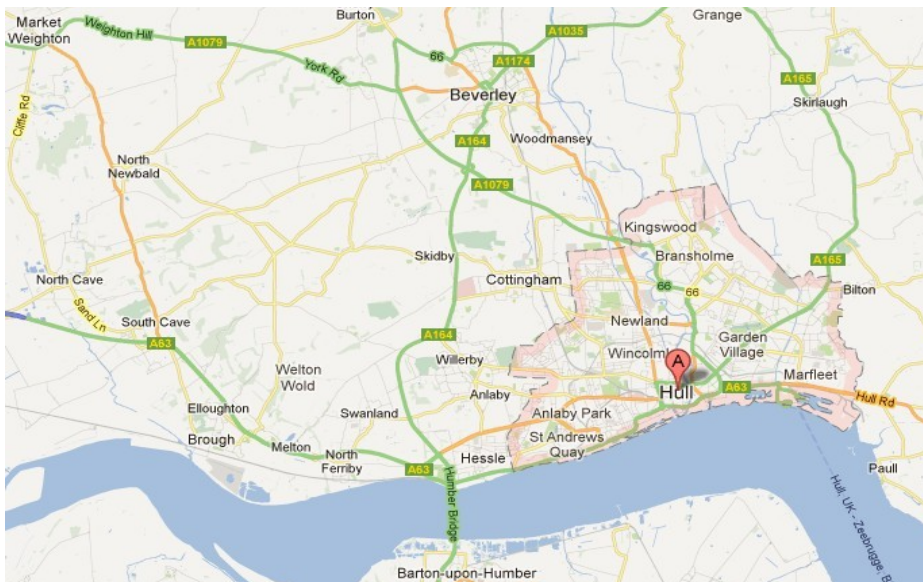 Market
Weighton
Weighton Hill
A1079
York Rd
Burton
66
A1174
A1035
Grange
A165
Skirlaugh
Beverley
Cliffe Rd
A164
Woodmansey
North
Newbald
A1079
Kingswood
Skidby
Bransholme
A165
North Cave
Cottingham
66
66
Bilton
Sand Ln
South Cave
A63
Newland
A164
Garden
Village
Willerby
Wincolm
A
Welton
Wold
Marfleet
Anlaby
Hull
A63
Hull Rd
Elloughton
Swanland
Anlaby Park
Brough
Melton
North
Ferriby
A63
Hessle
St Andrews
Quay
Paull
Humber Bridge
Hull, UK - Zeebrugge, B
Barton-upon-Humber